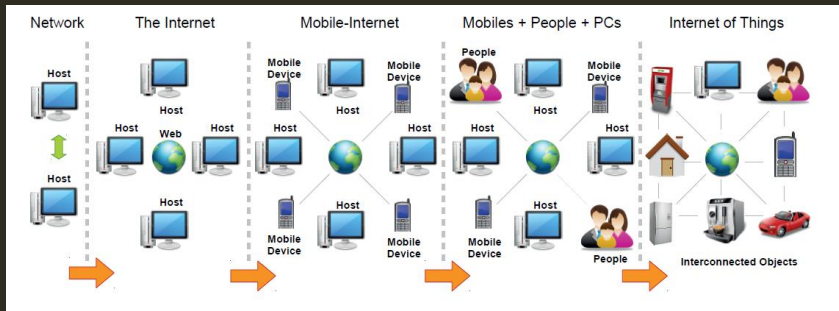 Network
The Internet
Mobile-Internet
Mobiles + People + PCs
Internet of Things
Host
Host
Host
Host
Web
Host
Host
Mobile
Device
Host
Mobile
Device
Host
Host
Mobile
Device
Host
Mobile
Device
People
Host
Mobile
Device
Host
Host
Mobile
Device
Host
People
Interconnected Objects